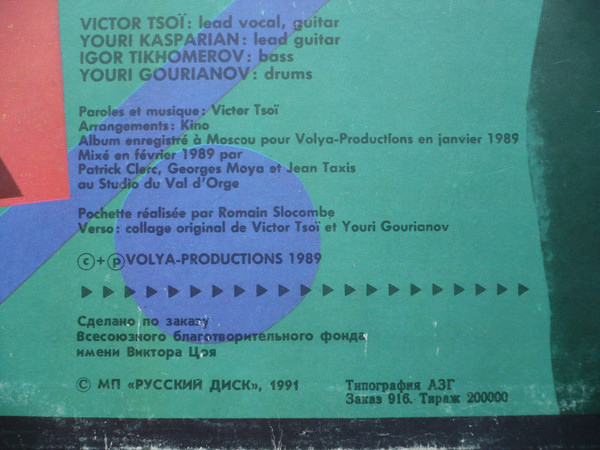 VICTOR TSOÏ: lead vocal, guitar
YOURI KASPARIAN: lead guitar
IGOR TIKHOMEROV: bass
YOURI GOURIANOV: drums
Paroles et musique: Victor Tsoï
Arrangements: Kino
Album enregistré à Moscou pour Volya-Productions en janvier 1989
Mixé en février 1989 par
Patrick Clerc, Georges Moya et Jean Taxis
au Studio du Val d'Orge
Pochette réalisée par Romain Slocombe
Verso: collage original de Victor Tsoï et Youri Gourianov
©+℗ VOLYA-PRODUCTIONS 1989
Сделано по заказу
Всесоюзного благотворительного фонда
имени Виктора Цоя
© МП «РУССКИЙ ДИСК», 1991
Типография АЗГ
Заказ 916. Тираж 200000